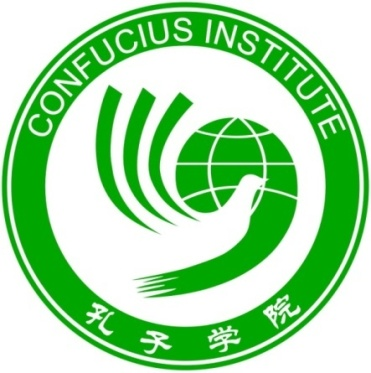 CONFUCIUS INSTITUTE
孔子学院